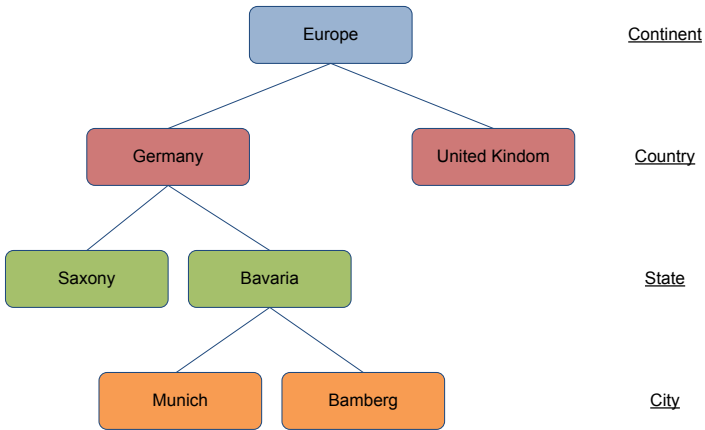 Europe
Continent
Germany
United Kindom
Country
Saxony
Bavaria
State
Munich
Bamberg
City